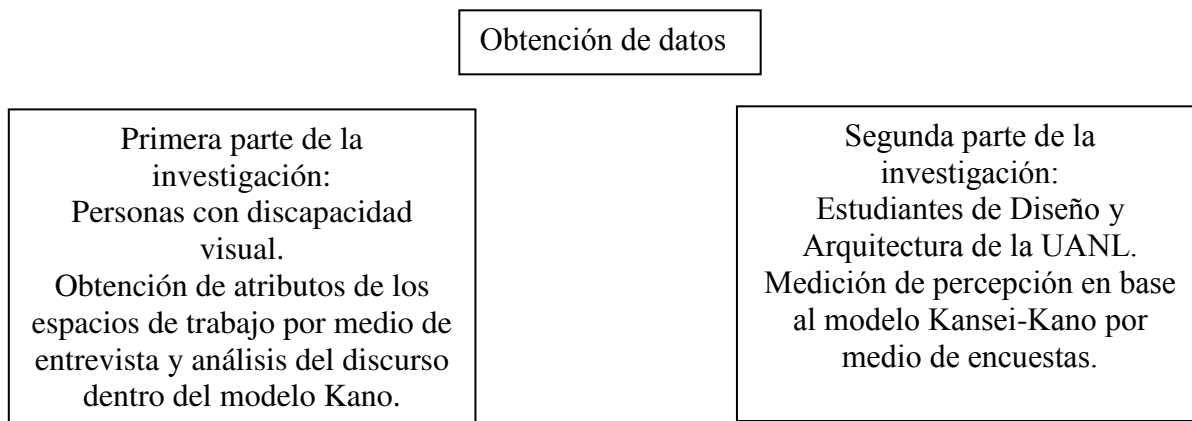 Obtención de datos
Primera parte de la
investigación:
Personas con discapacidad
visual.
Obtención de atributos de los
espacios de trabajo por medio de
entrevista y análisis del discurso
dentro del modelo Kano.
Segunda parte de la
investigación:
Estudiantes de Diseño y
Arquitectura de la UANL.
Medición de percepción en base
al modelo Kansei-Kano por
medio de encuestas.